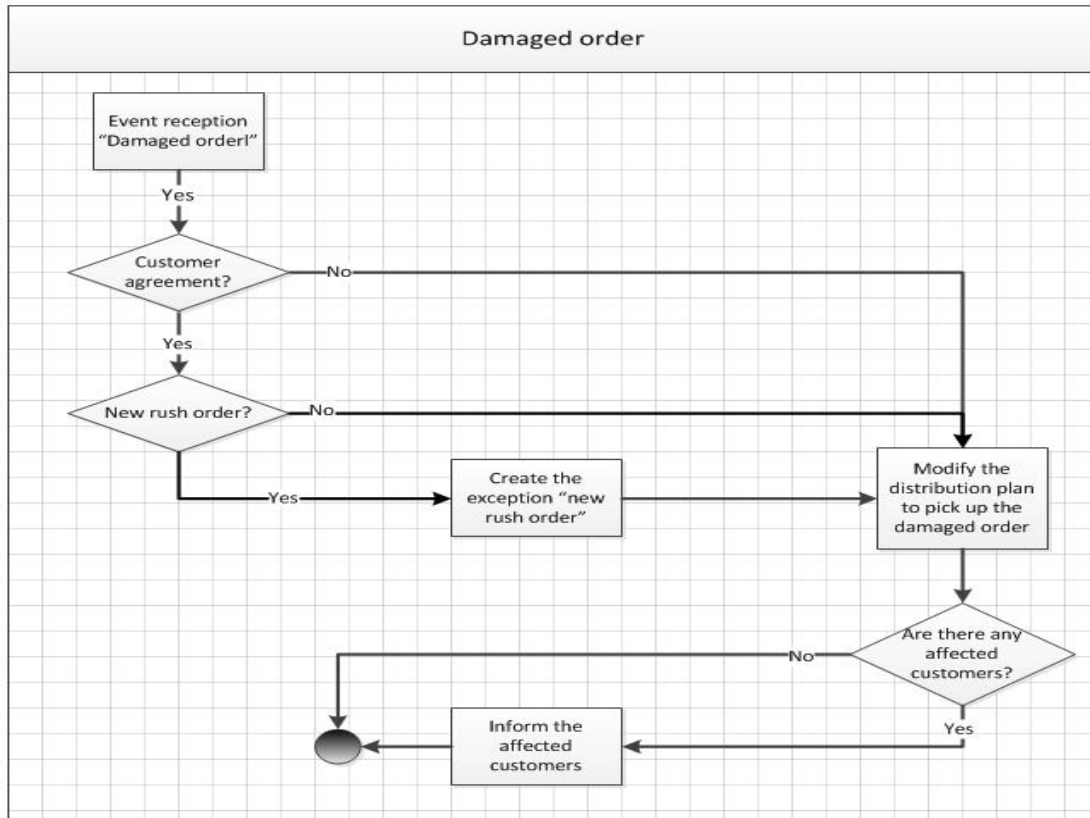 Damaged order
Event reception
“Damaged orderl”
Yes
Customer
agreement?
No
Yes
New rush order?
No
Yes
Create the
exception “new
rush order”
Modify the
distribution plan
to pick up the
damaged order
Are there any
affected
customers?
No
Yes
Inform the
affected
customers